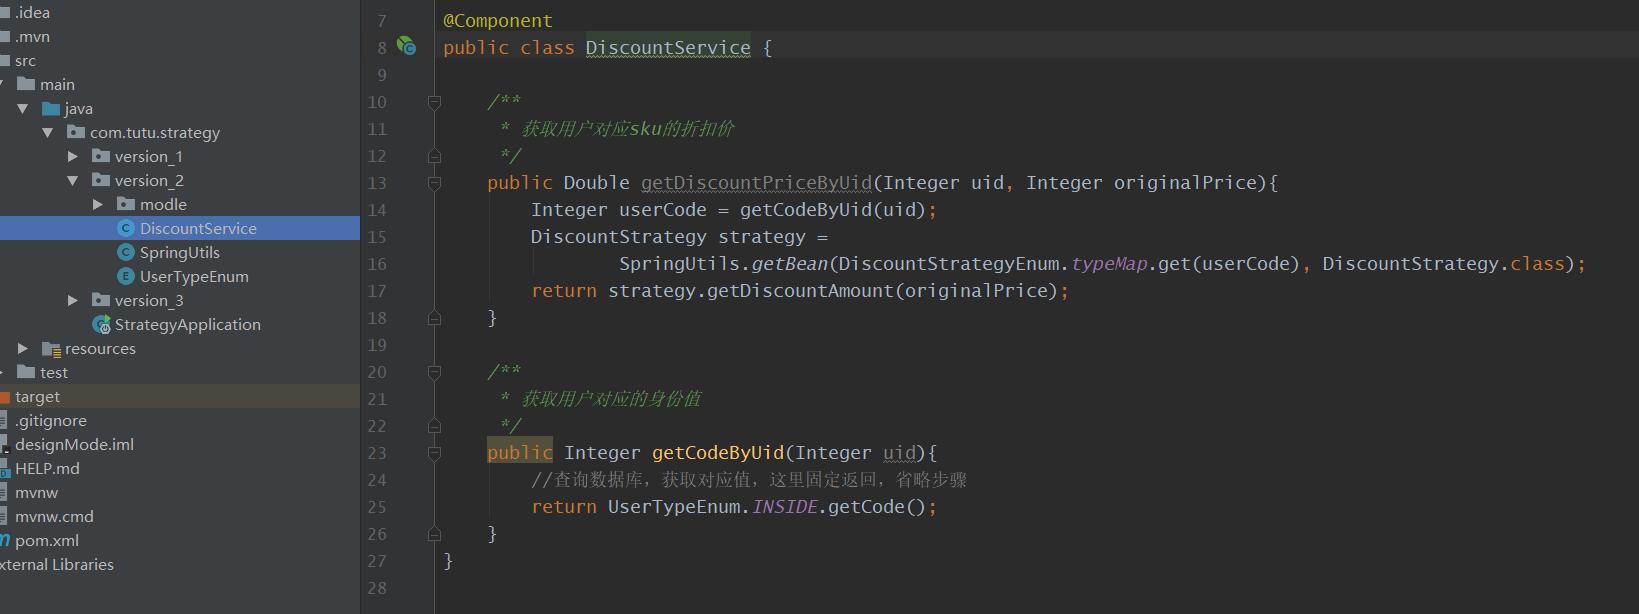 .idea
.mvn
src
main
java
com.tutu.strategy
version_1
version_2
modle
DiscountService
SpringUtils
UserTypeEnum
version_3
StrategyApplication
resources
test
target
.gitignore
designMode.iml
HELP.md
mvnw
mvnw.cmd
pom.xml
xternal Libraries
7 @Component
8 public class DiscountService {
9
10 /**
11 * 获取用户对应sku的折扣价
12 */
13 public Double getDiscountPriceByUid(Integer uid, Integer originalPrice){
14 Integer userCode = getCodeByUid(uid);
15 DiscountStrategy strategy =
16 SpringUtils.getBean(DiscountStrategyEnum.typeMap.get(userCode), DiscountStrategy.class);
17 return strategy.getDiscountAmount(originalPrice);
18 }
19
20 /**
21 * 获取用户对应的身份值
22 */
23 public Integer getCodeByUid(Integer uid){
24 //查询数据库，获取对应值，这里固定返回，省略步骤
25 return UserTypeEnum.INSIDE.getCode();
26 }
27 }
28